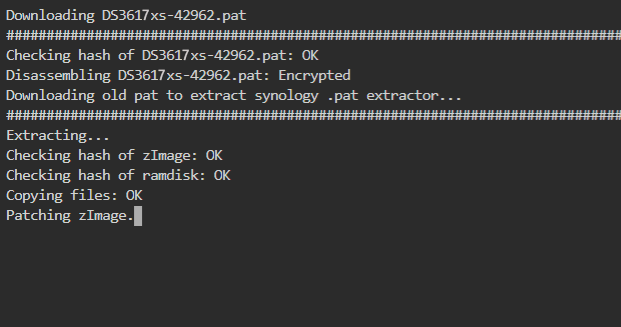 Downloading DS3617xs-42962.pat
#############################################################################
Checking hash of DS3617xs-42962.pat: OK
Disassembling DS3617xs-42962.pat: Encrypted
Downloading old pat to extract synology .pat extractor...
#############################################################################
Extracting...
Checking hash of zImage: OK
Checking hash of ramdisk: OK
Copying files: OK
Patching zImage.